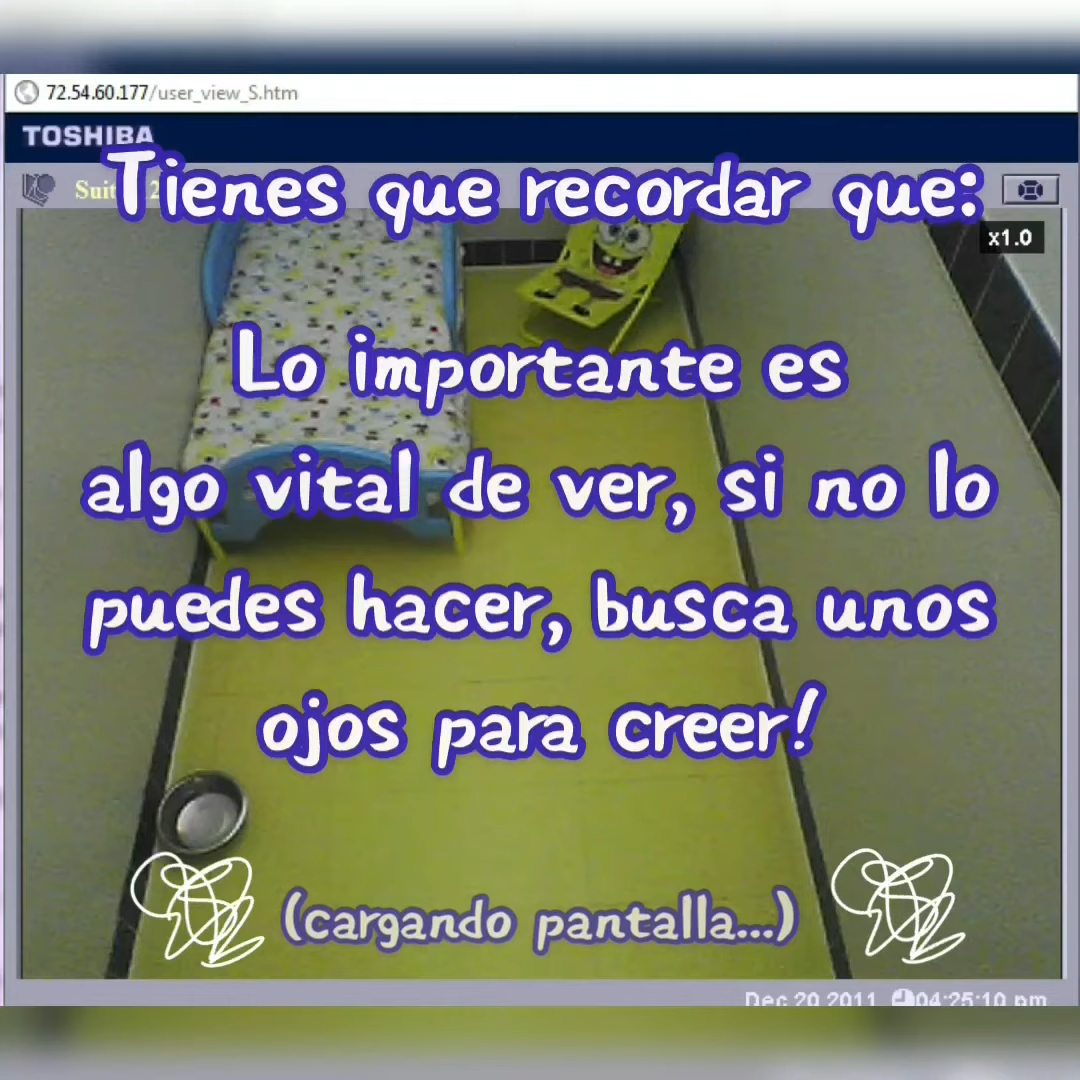 72.54.60.177/user_view_S.htm
TOSHIBA
Tienes que recordar que:
x1.0
Lo importante es
algo vital de ver, si no lo
puedes hacer, busca unos
ojos para creer!
(cargando pantalla...)
Dec 20 2011 04:25:10 pm